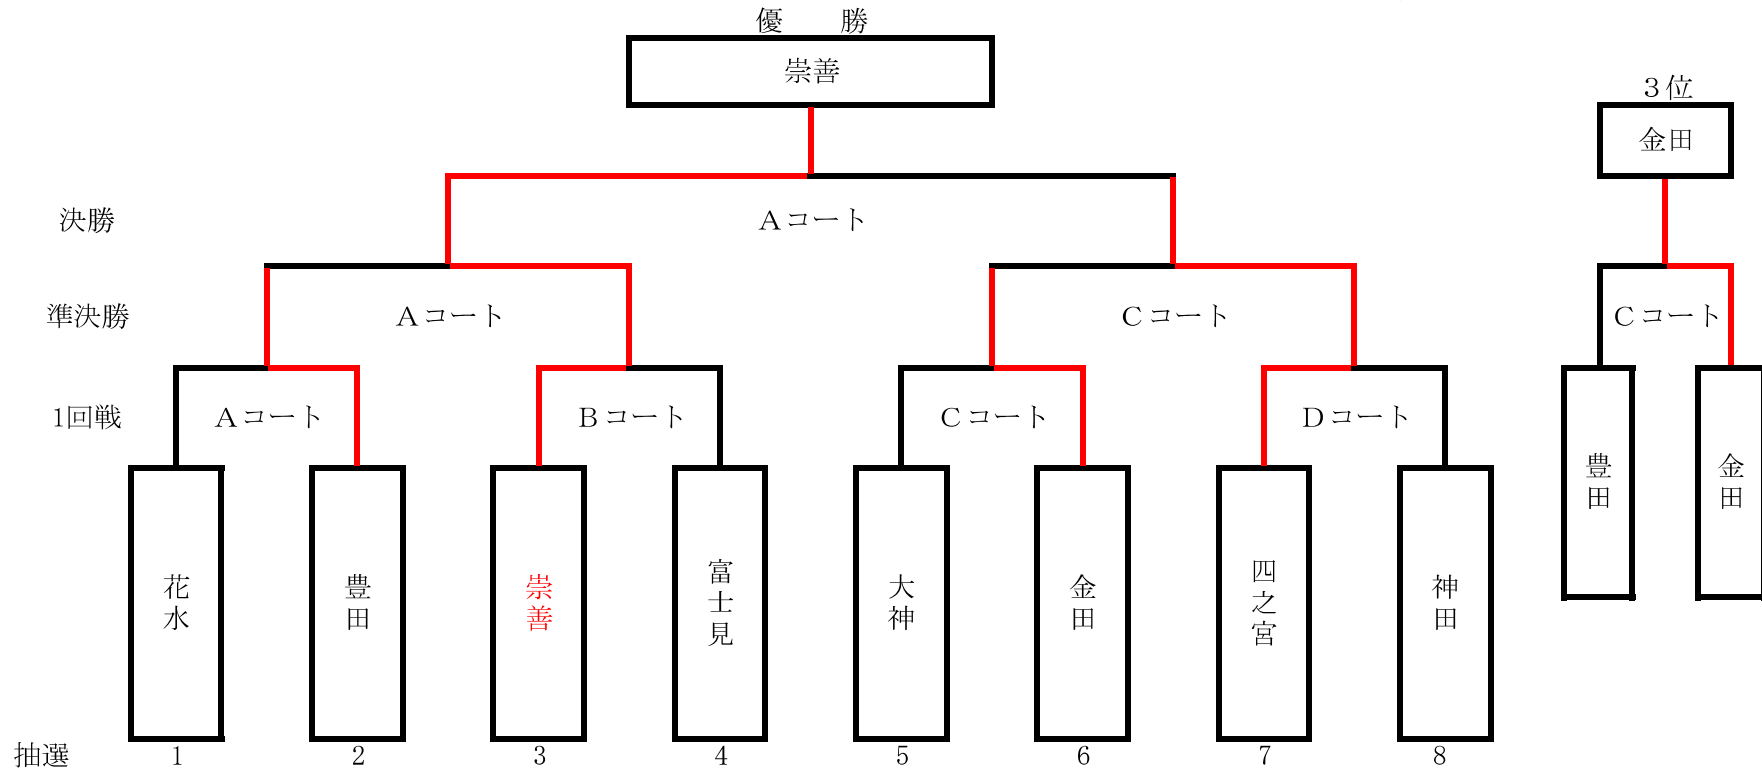 優　勝
崇善
３位
金田
決勝
Ａコート
準決勝
Ａコート
Ｃコート
Ｃコート
1回戦
Ａコート
Ｂコート
Ｃコート
Ｄコート
花水
豊田
崇善
富士見
大神
金田
四之宮
神田
豊田
金田
抽選 1 2 3 4 5 6 7 8